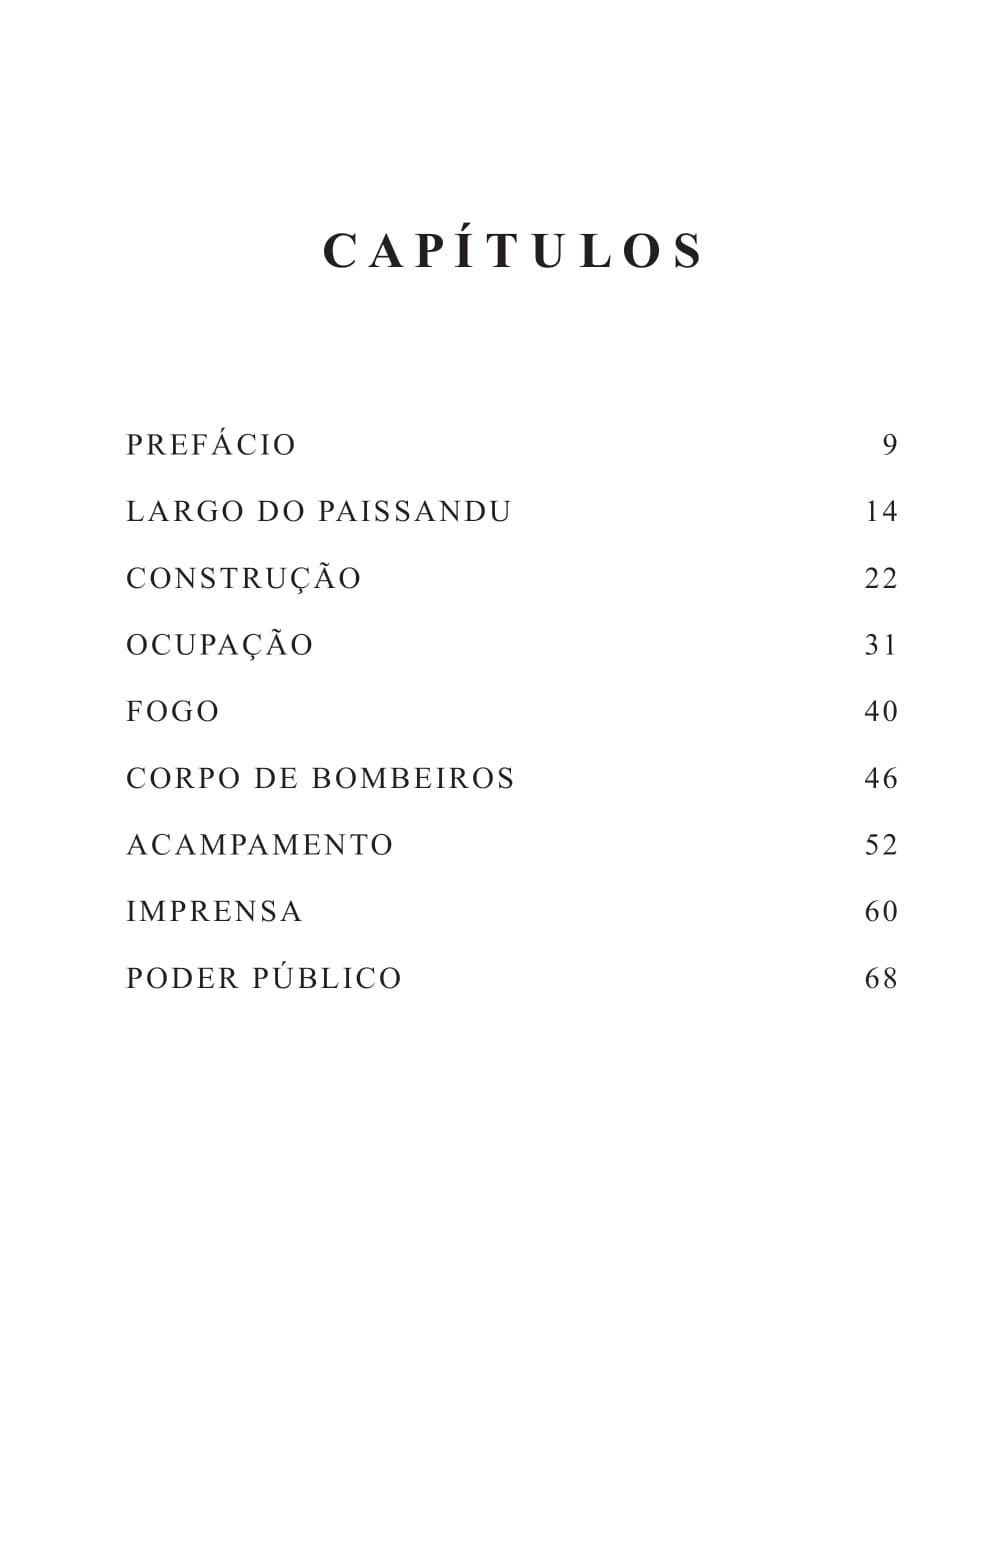 CAPÍTULOS
PREFÁCIO 9
LARGO DO PAISSANDU 14
CONSTRUÇÃO 22
OCUPAÇÃO 31
FOGO 40
CORPO DE BOMBEIROS 46
ACAMPAMENTO 52
IMPRENSA 60
PODER PÚBLICO 68